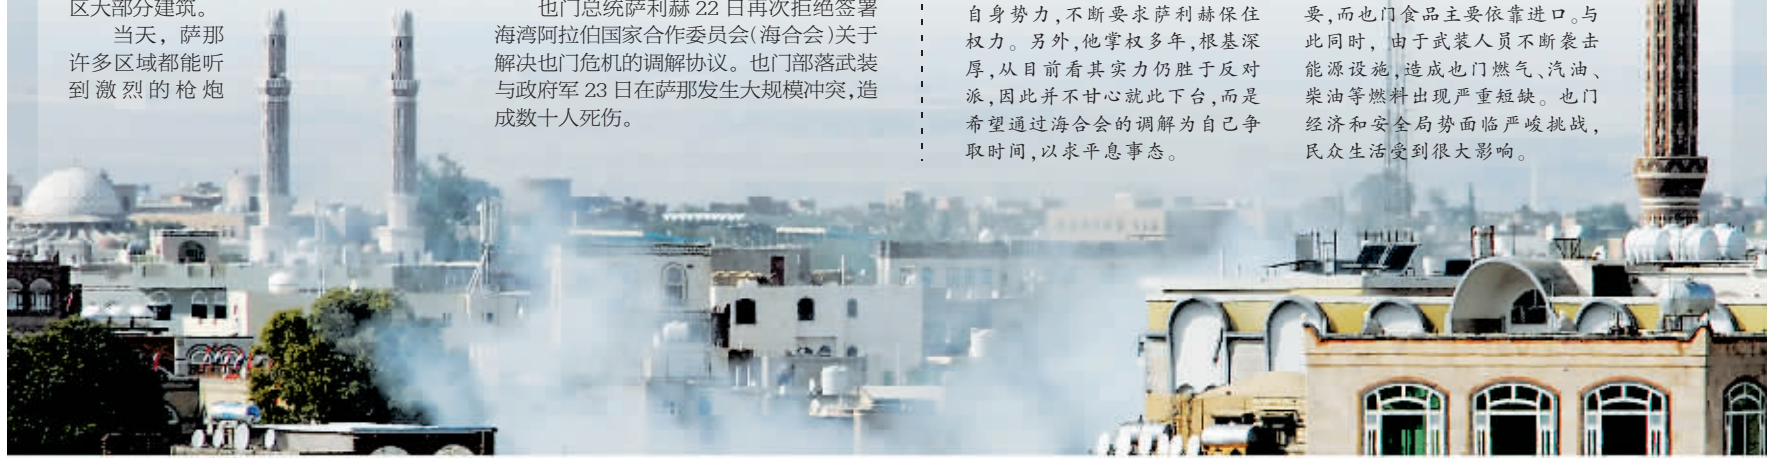 区大部分建筑。
当天，萨那
许多区域都能听
到激烈的枪炮
也门总统萨利赫22日再次拒绝签署
海湾阿拉伯国家合作委员会(海合会)关于
解决也门危机的调解协议。也门部落武装
与政府军23日在萨那发生大规模冲突,造
成数十人死伤。
自身势力,不断要求萨利赫保住
权力。另外,他掌权多年,根基深
厚,从目前看其实力仍胜于反对
派,因此并不甘心就此下台,而是
希望通过海合会的调解为自己争
取时间,以求平息事态。
要,而也门食品主要依靠进口。与
此同时，由于武装人员不断袭击
能源设施,造成也门燃气、汽油、
柴油等燃料出现严重短缺。也门
经济和安全局势面临严峻挑战,
民众生活受到很大影响。